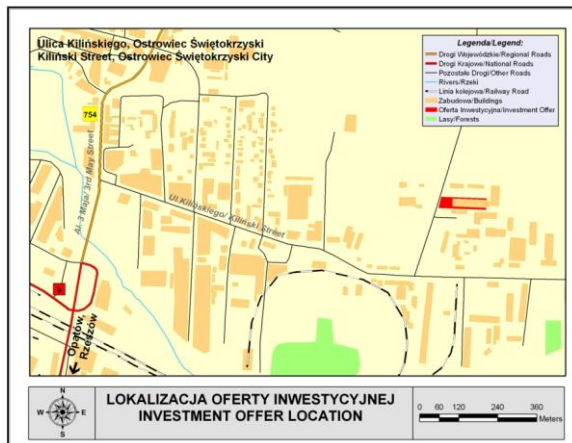 Ulica Kilińskiego, Ostrowiec Świętokrzyski
Kiliński Street, Ostrowiec Świętokrzyski City
Legenda/Legend:
Drogi Wojewódzkie/Regional Roads
Drogi Krajowe/National Roads
Pozostałe Drogi/Other Roads
Rivers/Rzeki
Linia kolejowa/Railway Road
Zabudowa/Buildings
Oferta Inwestycyjna/Investment Offer
Lasy/Forests
754
Al. 3 Maja/ 3rd May Street
Ul.Kilińskiego/ Kiliński Street
9
Opatów,
Rzeszów
N
W E
S
LOKALIZACJA OFERTY INWESTYCYJNEJ
INVESTMENT OFFER LOCATION
0 60 120 240 360
Meters